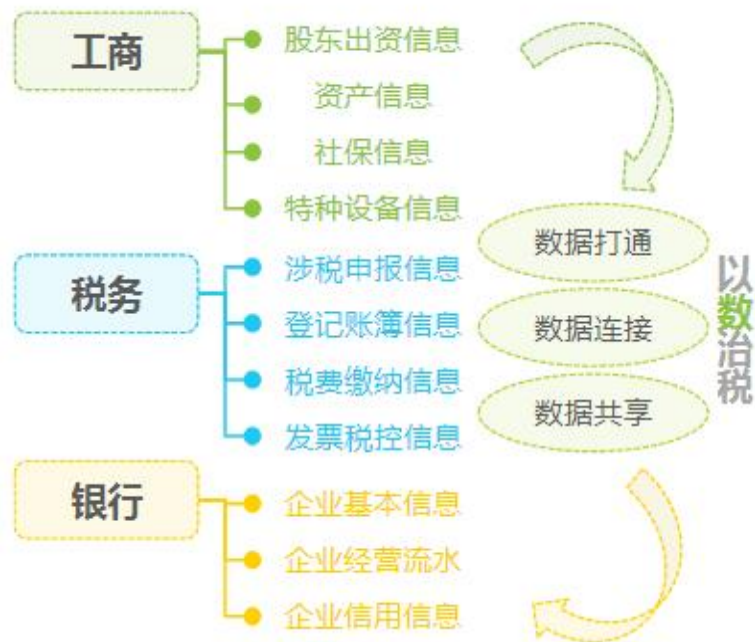 工商
股东出资信息
资产信息
社保信息
特种设备信息
税务
涉税申报信息
登记账簿信息
税费缴纳信息
发票税控信息
银行
企业基本信息
企业经营流水
企业信用信息
数据打通
数据连接
数据共享
以数治税